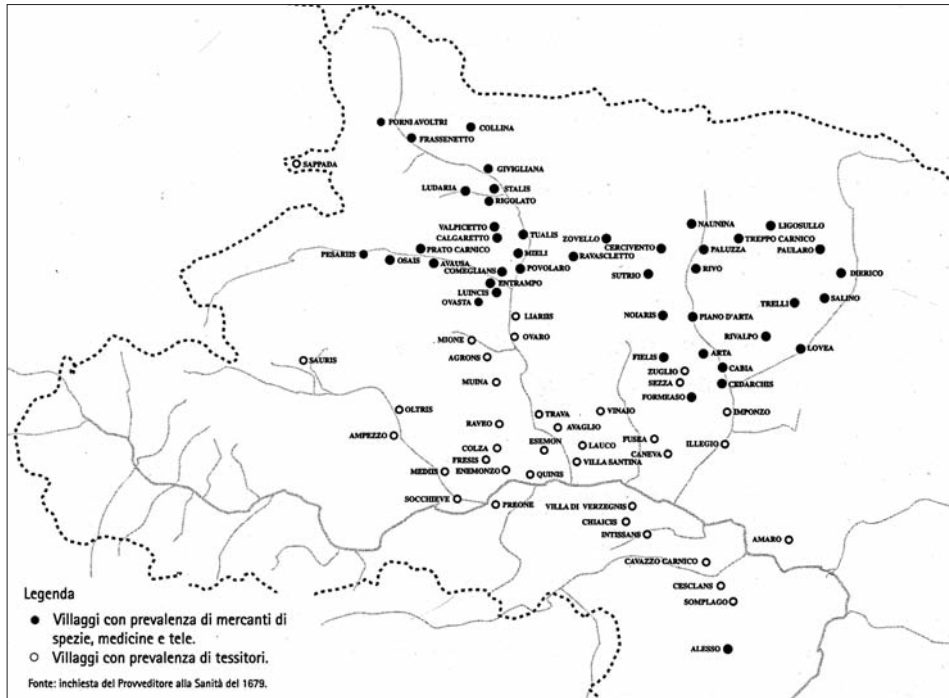 FORNI AVOLTRI
COLLINA
FRASSENETTO
SAPPADA
GIVIGLIANA
LUDARIA
STALIS
RIGOLATO
VALPICETTO
CALGARETTO
TUALIS
ZOVELLO
NAUNINA
LIGOSULLO
TREPPO CARNICO
PESARIIS
PRATO CARNICO
MIELI
CERCIVENTO
PALUZZA
PAULARO
OSAIS
AVAUSA
RAVASCLETTO
COMEGLIANS
POVOLARO
SUTRIO
RIVÒ
DIERICO
ENTRAMPO
LUINCIS
OVASTA
TRELLI
SALINO
LIARIIS
NOIARIS
PIANO D'ARTA
MIONE
OVARO
RIVALPO
LOVEA
SAURIS
AGRONS
FIELIS
ARTA
ZUGLIO
CABIA
MUINA
SEZZA
CEDARCHIS
FORMEASO
OLTRIS
TRAVA
VINAIO
IMPONZO
RAVEO
AVAGLIO
AMPEZZO
ESEMON
FUSEA
ILLEGIO
COLZA
LAUCO
CANEVA
FRESIS
VILLA SANTINA
MEDIIS
ENEMONZO
QUINIS
SOCCHIEVE
PREONE
VILLA DI VERZEGNIS
CHIAICIS
INTISSANS
AMARO
CAVAZZO CARNICO
CESCLANS
SOMPLAGO
ALESSO
Legenda
Villaggi con prevalenza di mercanti di
spezie, medicine e tele.
Villaggi con prevalenza di tessitori.
Fonte: inchiesta del Provveditore alla Sanità del 1679.